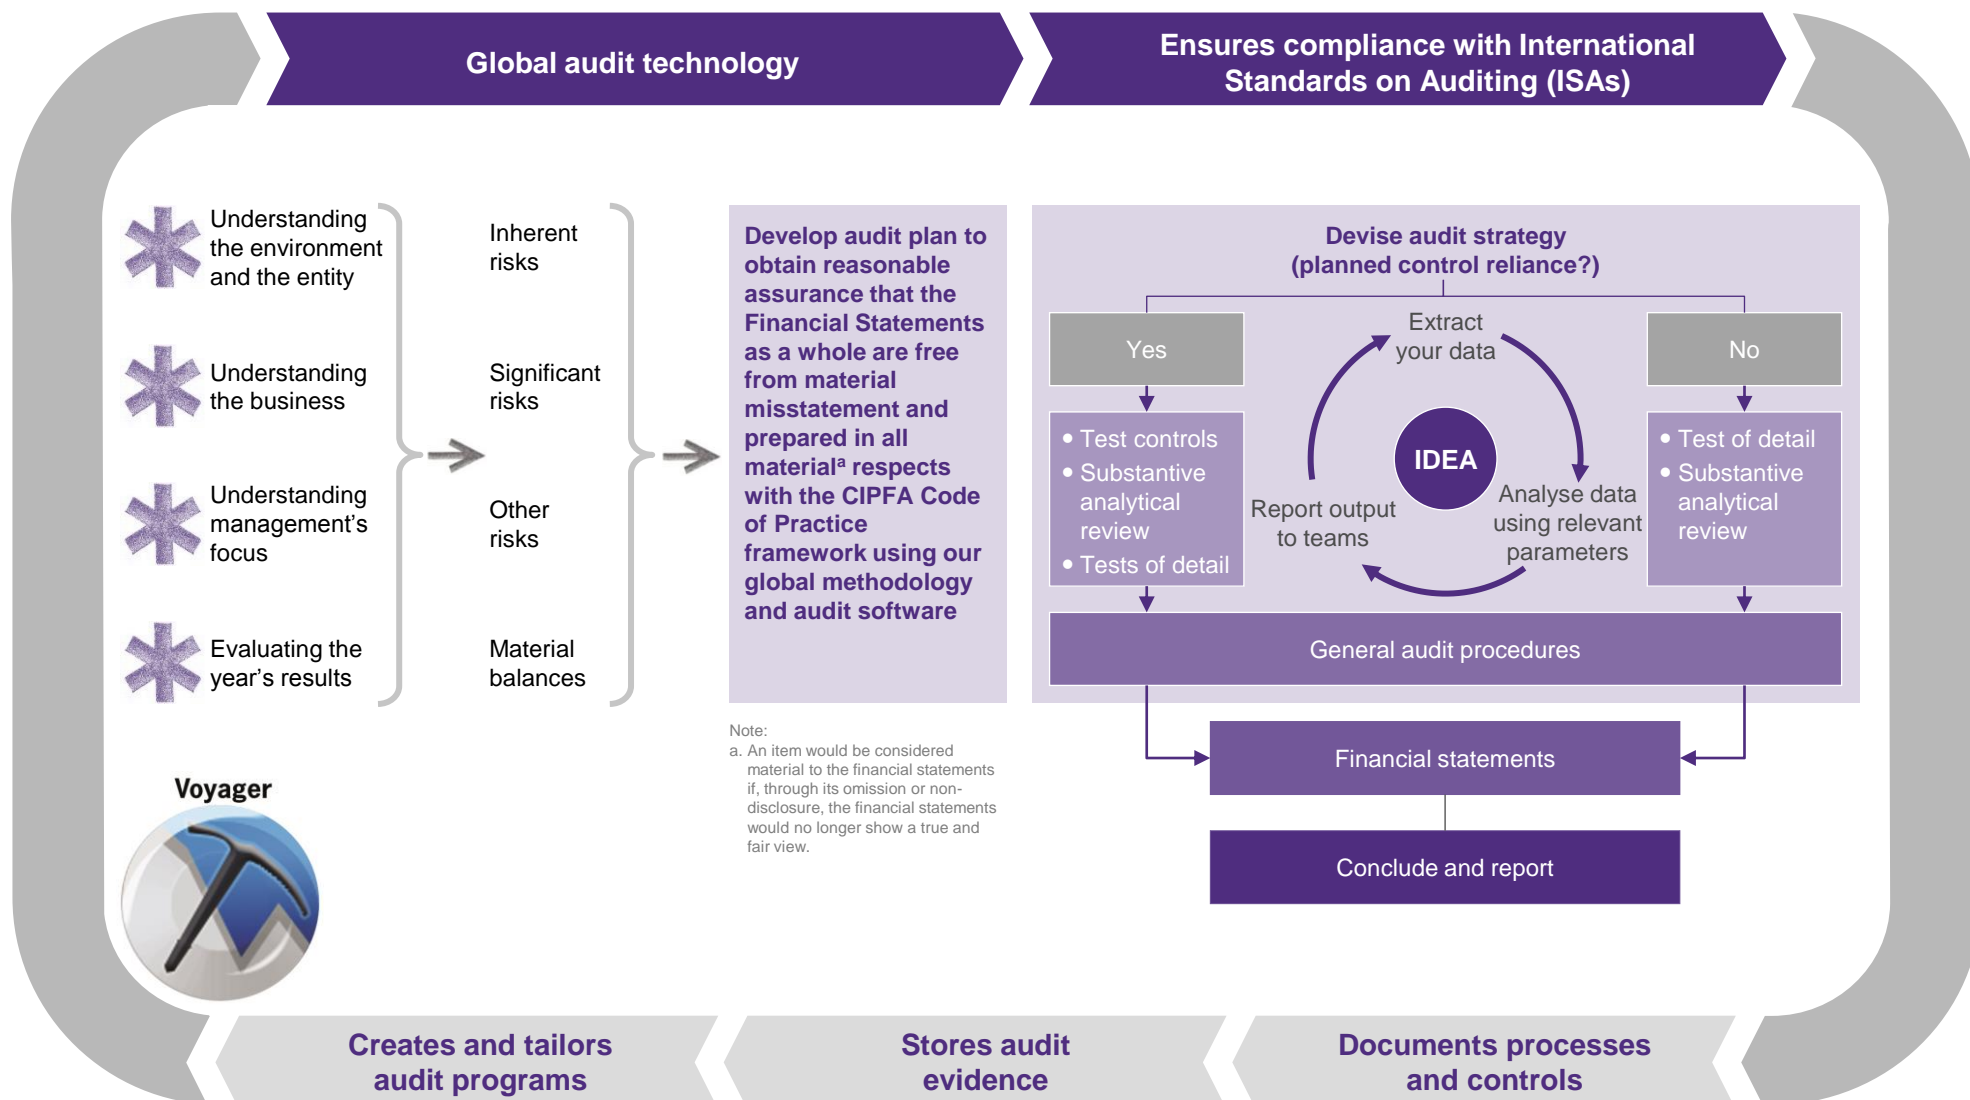 Global audit technology
Ensures compliance with International
Standards on Auditing (ISAs)
Understanding
the environment
and the entity
Understanding
the business
Understanding
management's
focus
Evaluating the
year's results
Inherent
risks
Significant
risks
Other
risks
Material
balances
Develop audit plan to
obtain reasonable
assurance that the
Financial Statements
as a whole are free
from material
misstatement and
prepared in all
materialᵃ respects
with the CIPFA Code
of Practice
framework using our
global methodology
and audit software
Note:
a. An item would be considered
material to the financial statements
if, through its omission or non-
disclosure, the financial statements
would no longer show a true and
fair view.
Devise audit strategy
(planned control reliance?)
Yes
• Test controls
• Substantive
analytical
review
• Tests of detail
Extract
your data
IDEA
Analyse data
using relevant
parameters
Report output
to teams
No
• Test of detail
• Substantive
analytical
review
General audit procedures
Financial statements
Conclude and report
Voyager
Creates and tailors
audit programs
Stores audit
evidence
Documents processes
and controls